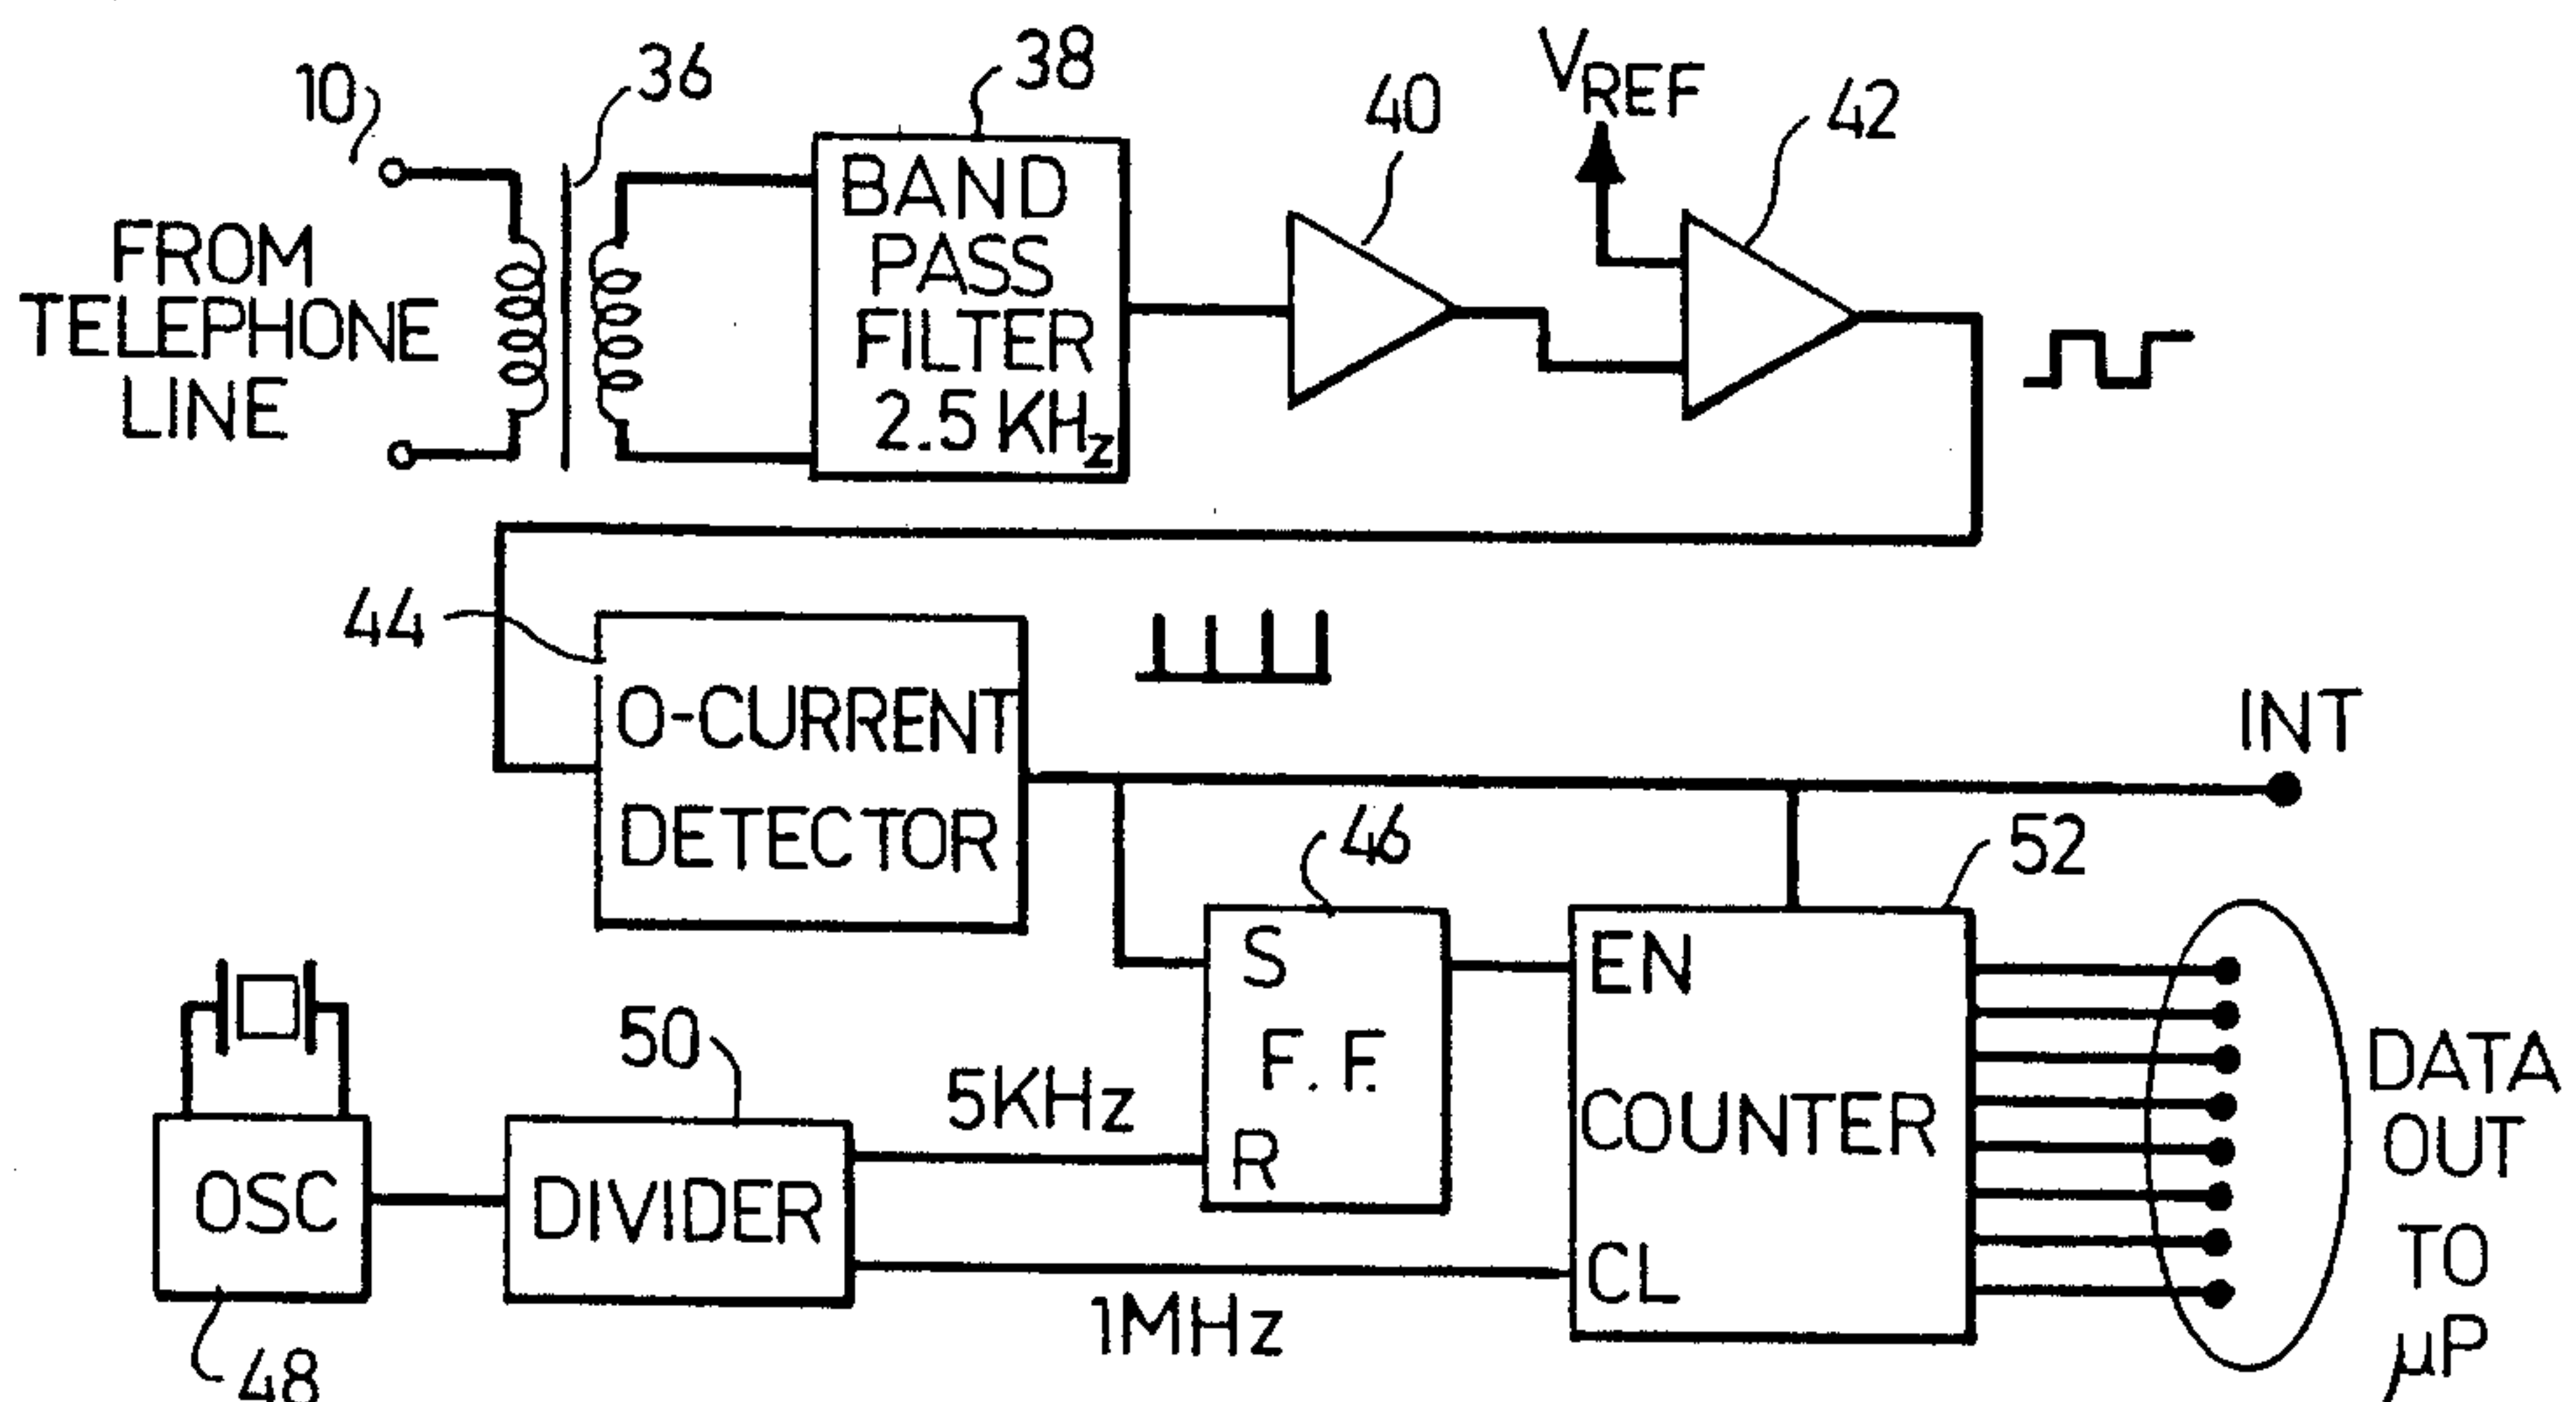 10
36
38
40
VREF
42
FROM
TELEPHONE
LINE
BAND
PASS
FILTER
2.5 KHz
44
O-CURRENT
DETECTOR
INT
46
52
S
F.F.
R
EN
COUNTER
CL
50
5KHz
OSC
DIVIDER
1MHz
48
DATA
OUT
TO
μP